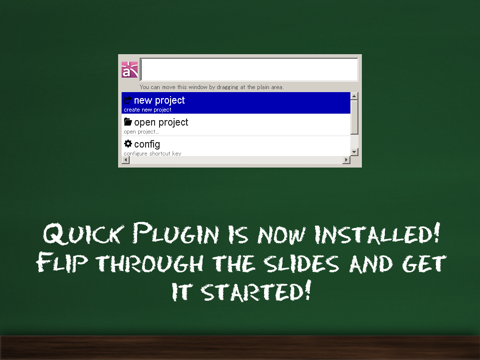 a
You can move this window by dragging at the plain area.
new project
create new project
open project
open project...
config
configure shortcut key
Quick Plugin is now installed!
Flip through the slides and get
it started!